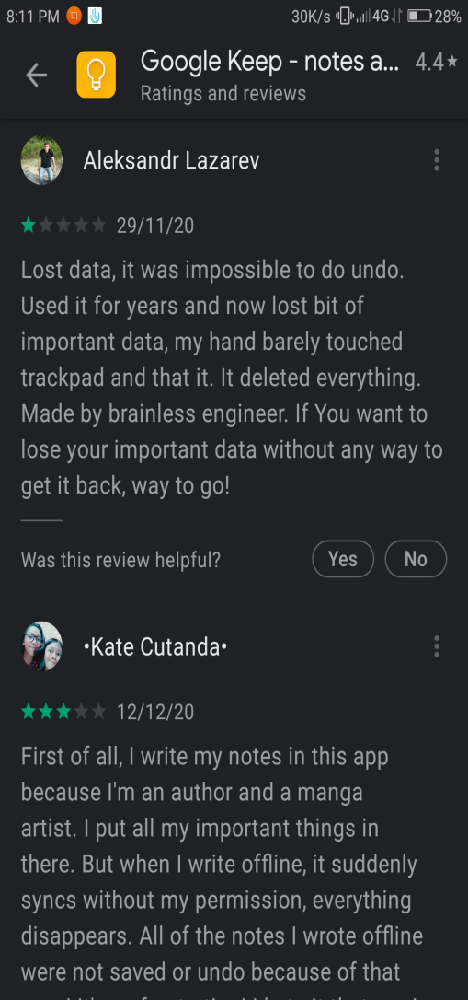 8:11 PM 30K/s 4G 28%
Google Keep - notes a... 4.4★
Ratings and reviews
Aleksandr Lazarev
29/11/20
Lost data, it was impossible to do undo.
Used it for years and now lost bit of
important data, my hand barely touched
trackpad and that it. It deleted everything.
Made by brainless engineer. If You want to
lose your important data without any way to
get it back, way to go!
Was this review helpful? Yes No
•Kate Cutanda•
12/12/20
First of all, I write my notes in this app
because I'm an author and a manga
artist. I put all my important things in
there. But when I write offline, it suddenly
syncs without my permission, everything
disappears. All of the notes I wrote offline
were not saved or undo because of that